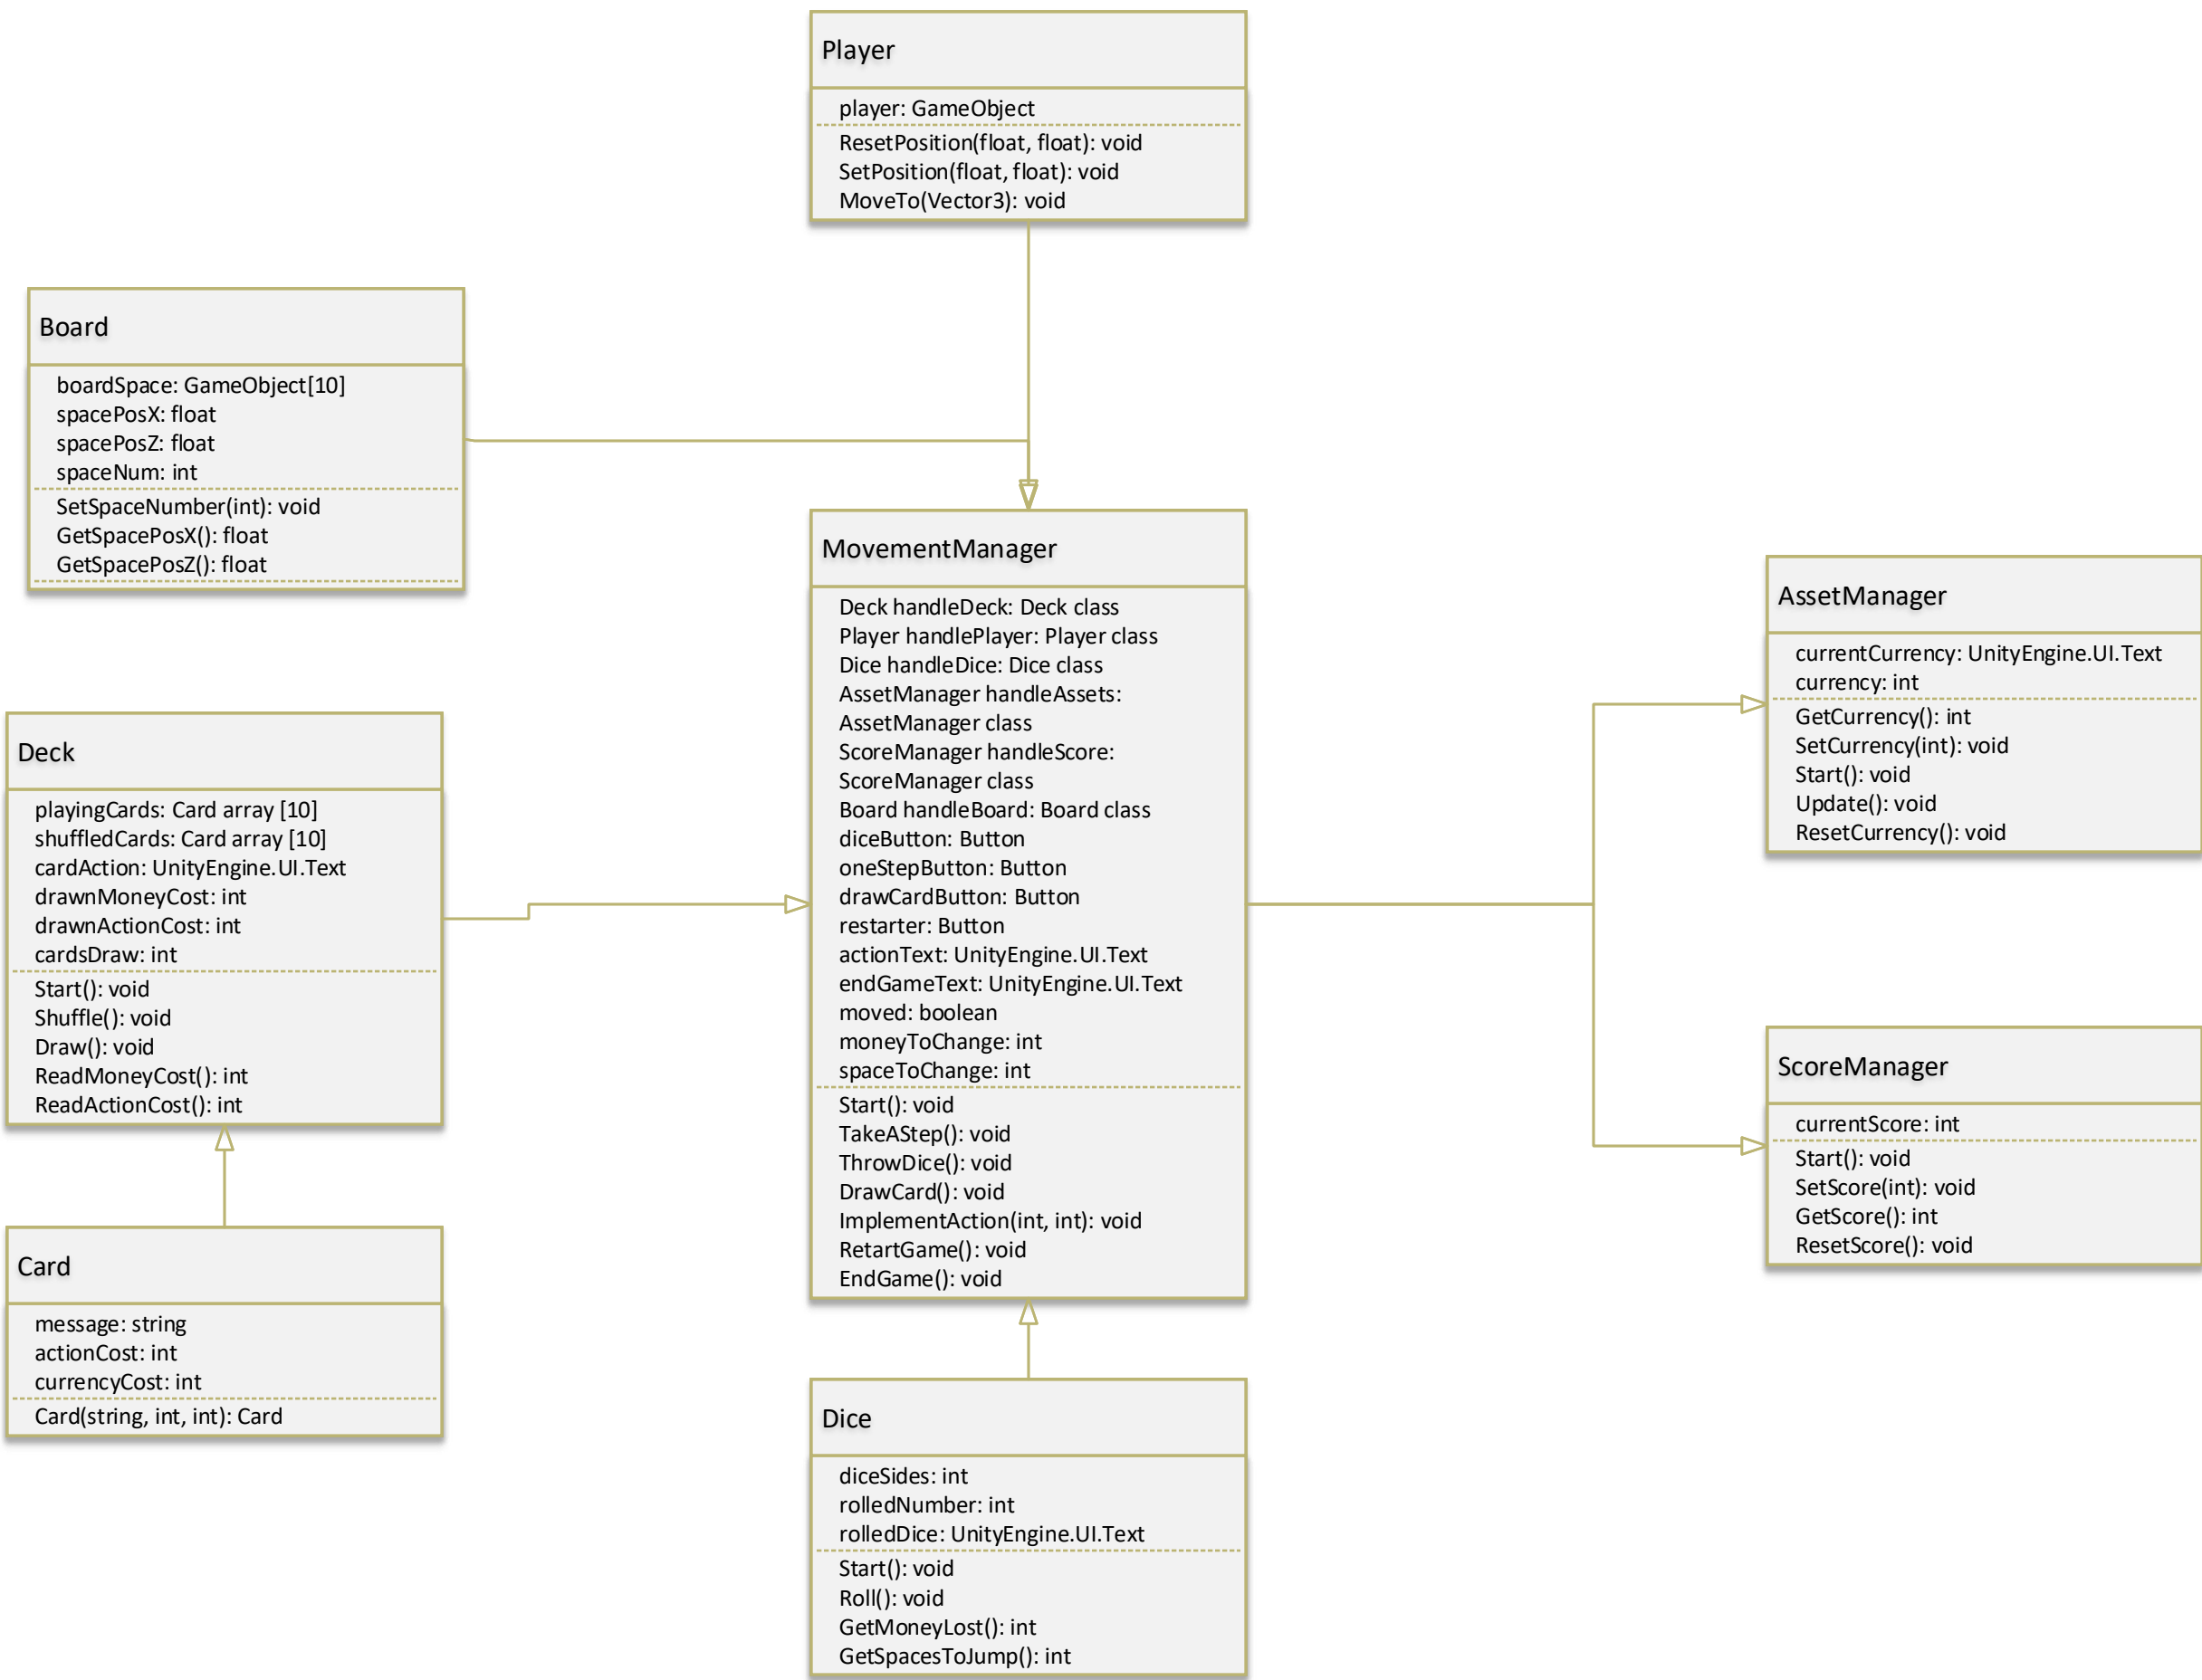 Player
player: GameObject
ResetPosition(float, float): void
SetPosition(float, float): void
MoveTo(Vector3): void
Board
boardSpace: GameObject[10]
spacePosX: float
spacePosZ: float
spaceNum: int
SetSpaceNumber(int): void
GetSpacePosX(): float
GetSpacePosZ(): float
MovementManager
Deck handleDeck: Deck class
Player handlePlayer: Player class
Dice handleDice: Dice class
AssetManager handleAssets:
AssetManager class
ScoreManager handleScore:
ScoreManager class
Board handleBoard: Board class
diceButton: Button
oneStepButton: Button
drawCardButton: Button
restarter: Button
actionText: UnityEngine.UI.Text
endGameText: UnityEngine.UI.Text
moved: boolean
moneyToChange: int
spaceToChange: int
Start(): void
TakeAStep(): void
ThrowDice(): void
DrawCard(): void
ImplementAction(int, int): void
RetartGame(): void
EndGame(): void
AssetManager
currentCurrency: UnityEngine.UI.Text
currency: int
GetCurrency(): int
SetCurrency(int): void
Start(): void
Update(): void
ResetCurrency(): void
Deck
playingCards: Card array [10]
shuffledCards: Card array [10]
cardAction: UnityEngine.UI.Text
drawnMoneyCost: int
drawnActionCost: int
cardsDraw: int
Start(): void
Shuffle(): void
Draw(): void
ReadMoneyCost(): int
ReadActionCost(): int
ScoreManager
currentScore: int
Start(): void
SetScore(int): void
GetScore(): int
ResetScore(): void
Card
message: string
actionCost: int
currencyCost: int
Card(string, int, int): Card
Dice
diceSides: int
rolledNumber: int
rolledDice: UnityEngine.UI.Text
Start(): void
Roll(): void
GetMoneyLost(): int
GetSpacesToJump(): int